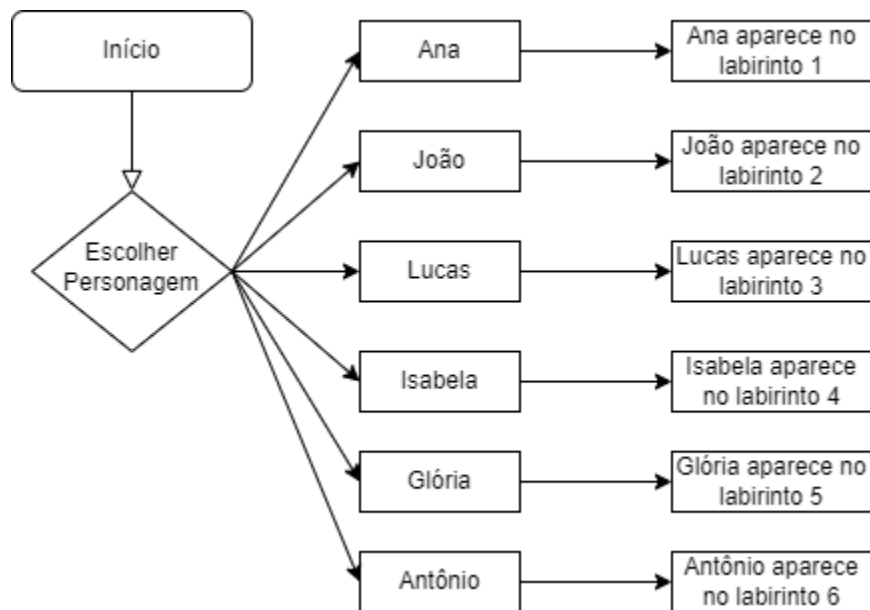 Início
Escolher
Personagem
Ana
Ana aparece no
labirinto 1
João
João aparece no
labirinto 2
Lucas
Lucas aparece no
labirinto 3
Isabela
Isabela aparece
no labirinto 4
Glória
Glória aparece no
labirinto 5
Antônio
Antônio aparece
no labirinto 6